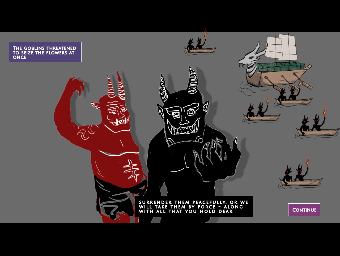 THE GOBLINS THREATENED
TO SEIZE THE FLOWERS AT
ONCE
SURRENDER THEM PEACEFULLY, OR WE
WILL TAKE THEM BY FORCE - ALONG
WITH ALL THAT YOU HOLD DEAR
CONTINUE